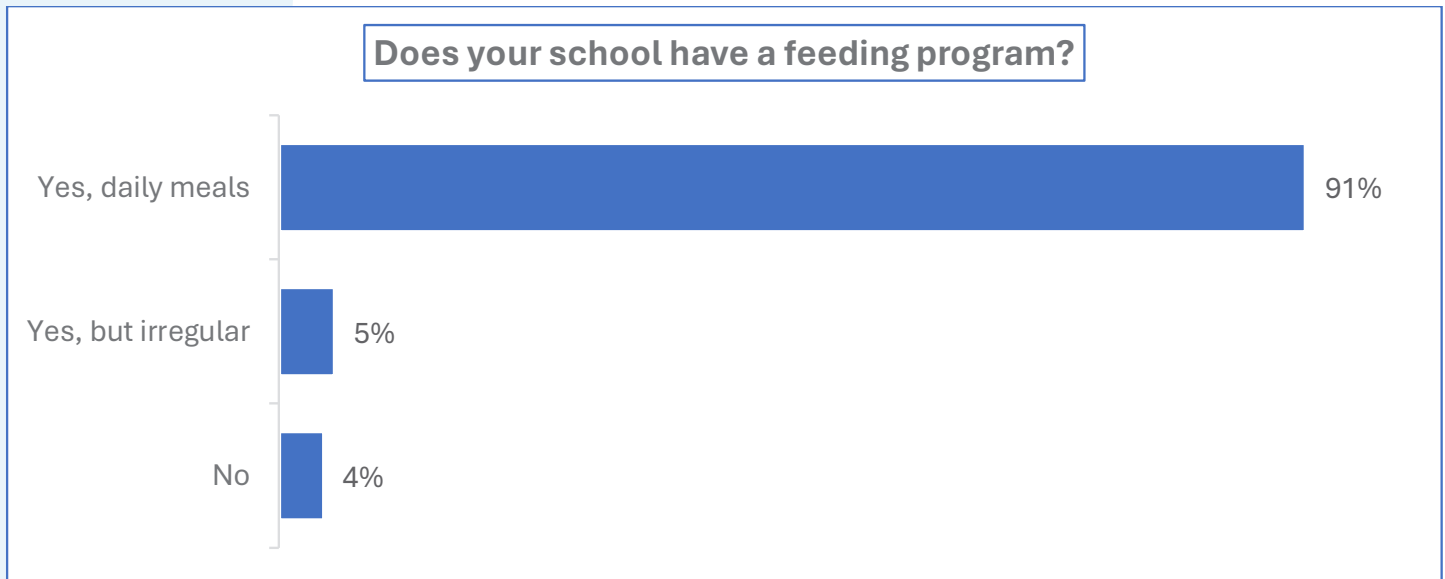 Does your school have a feeding program?
Yes, daily meals
91%
Yes, but irregular
5%
No
4%